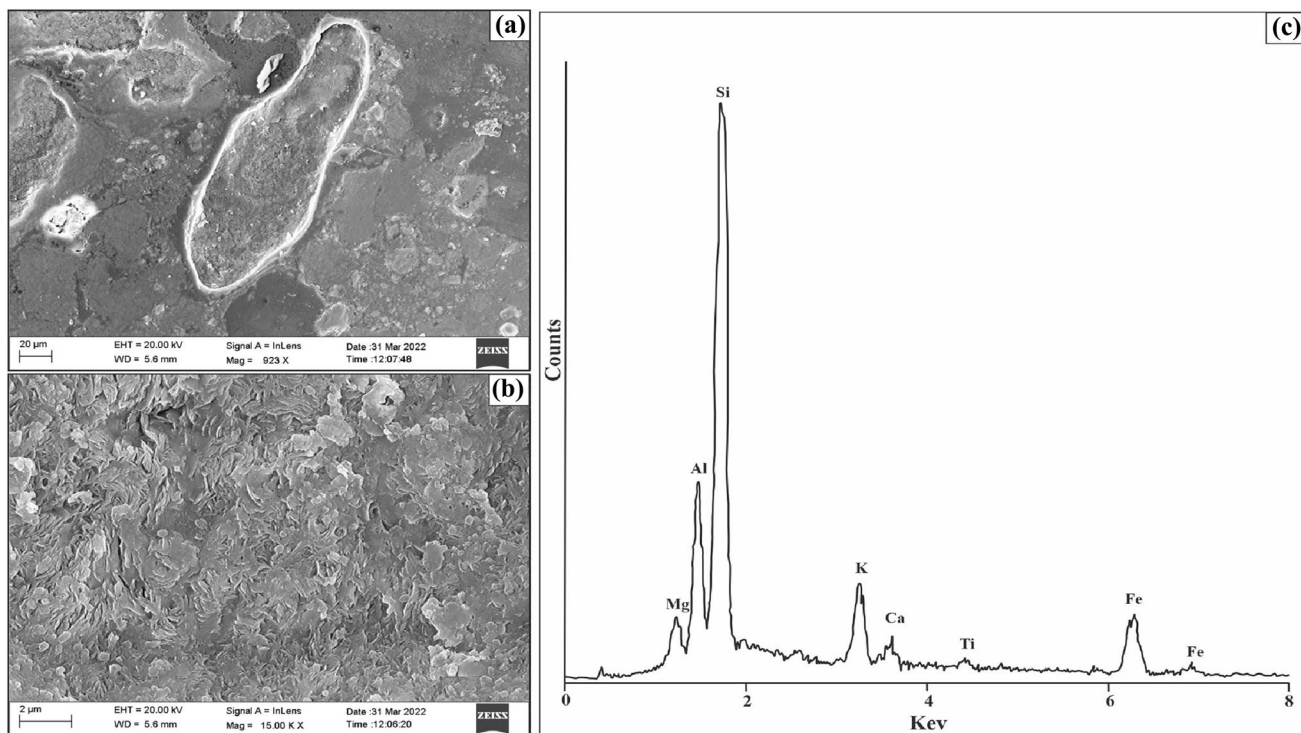 (a)
20 µm
EHT = 20.00 kV
WD = 5.6 mm
Signal A = InLens
Mag = 923 X
Date :31 Mar 2022
Time :12:07:48
ZEISS
(b)
2 µm
EHT = 20.00 kV
WD = 5.6 mm
Signal A = InLens
Mag = 15.00 K X
Date :31 Mar 2022
Time :12:06:20
ZEISS
(c)
Counts
Si
Al
Mg
K
Ca
Ti
Fe
Fe
0 2 4 6 8
Kev